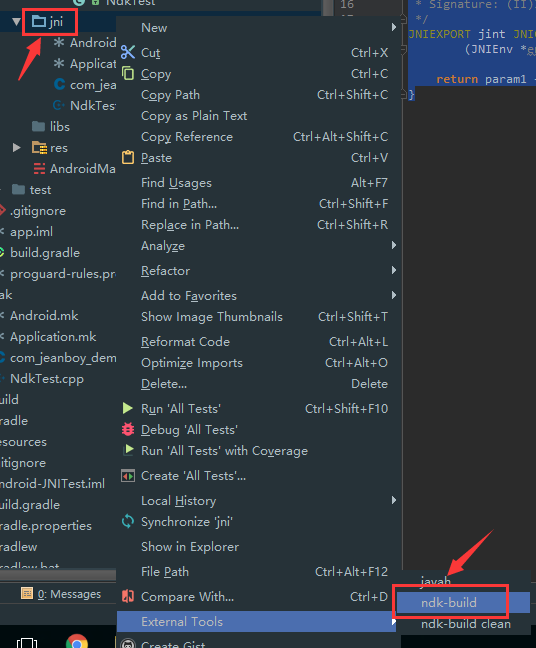 NdkTest
jni
Android
Applicatio
com_jea
NdkTest
libs
res
AndroidMa
test
.gitignore
app.iml
build.gradle
proguard-rules.pr
ak
Android.mk
Application.mk
com_jeanboy_dem
NdkTest.cpp
uild
radle
esources
gitignore
ndroid-JNITest.iml
uild.gradle
radle.properties
radlew
radlew.bat
0: Messages
New
Cut Ctrl+X
Copy Ctrl+C
Copy Path Ctrl+Shift+C
Copy as Plain Text
Copy Reference Ctrl+Alt+Shift+C
Paste Ctrl+V
Find Usages Alt+F7
Find in Path... Ctrl+Shift+F
Replace in Path... Ctrl+Shift+R
Analyze
Refactor
Add to Favorites
Show Image Thumbnails Ctrl+Shift+T
Reformat Code Ctrl+Alt+L
Optimize Imports Ctrl+Alt+O
Delete... Delete
Run 'All Tests' Ctrl+Shift+F10
Debug 'All Tests'
Run 'All Tests' with Coverage
Create 'All Tests'...
Local History
Synchronize 'jni'
Show in Explorer
File Path Ctrl+Alt+F12
Compare With... Ctrl+D
External Tools
Create Gist
javah
ndk-build
ndk-build clean
16 * Signature: (II)I
17 */
JNIEXPORT jint JNIC
(JNIEnv *
return param1
}